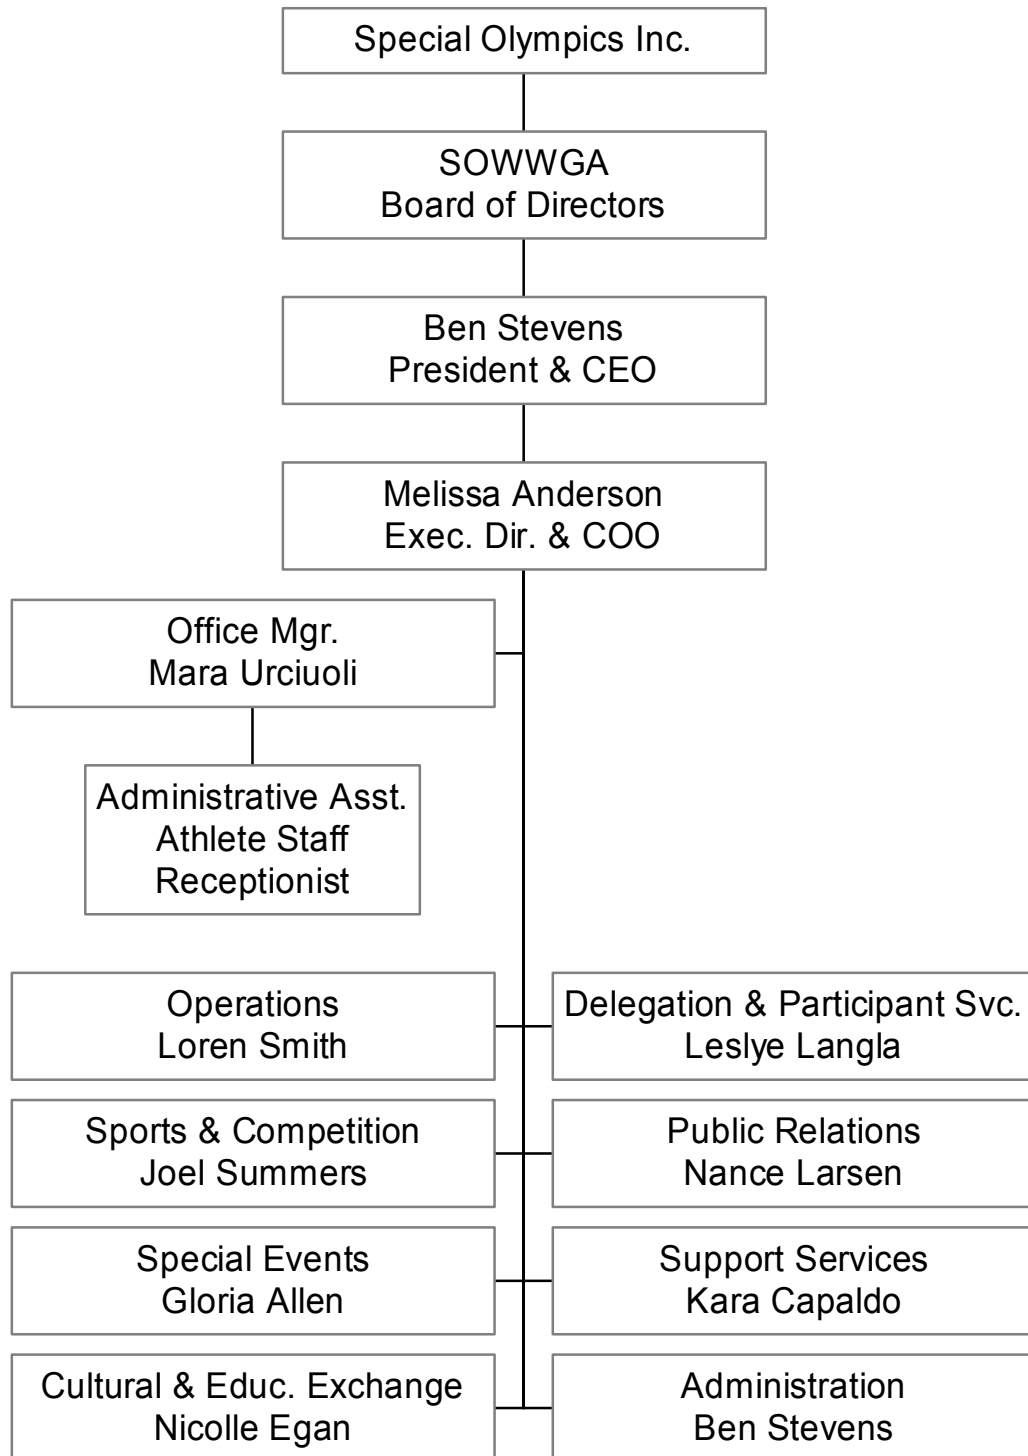 Special Olympics Inc.
SOWWGA
Board of Directors
Ben Stevens
President & CEO
Melissa Anderson
Exec. Dir. & COO
Office Mgr.
Mara Urciuoli
Administrative Asst.
Athlete Staff
Receptionist
Operations
Loren Smith
Delegation & Participant Svc.
Leslye Langla
Sports & Competition
Joel Summers
Public Relations
Nance Larsen
Special Events
Gloria Allen
Support Services
Kara Capaldo
Cultural & Educ. Exchange
Nicolle Egan
Administration
Ben Stevens